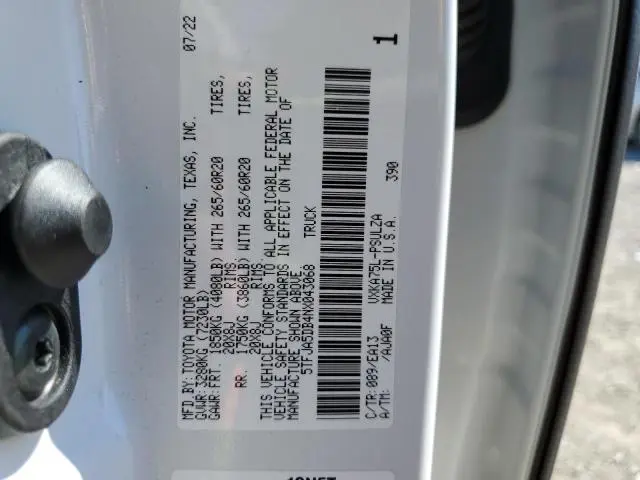 MFD.BY: TOYOTA MOTOR MANUFACTURING, TEXAS, INC. 07/22
GVWR:3280KG (7230LB)
GAWR:FRT. 1850KG (4080LB) WITH 265/60R20 TIRES,
20X8J RIMS
RR. 1750KG (3860LB) WITH 265/60R20 TIRES,
20X8J RIMS
THIS VEHICLE CONFORMS TO ALL APPLICABLE FEDERAL MOTOR
VEHICLE SAFETY STANDARDS IN EFFECT ON THE DATE OF
MANUFACTURE SHOWN ABOVE.
5TFJA5DB4NX043068 TRUCK
1
C/TR:089/EA13 VXKA75L-PSULZA 390
A/TM: /AJA0F MADE IN U.S.A.